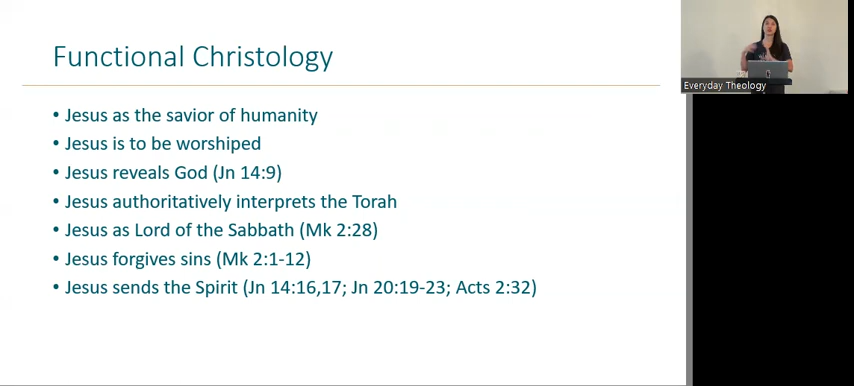 Functional Christology
• Jesus as the savior of humanity
• Jesus is to be worshiped
• Jesus reveals God (Jn 14:9)
• Jesus authoritatively interprets the Torah
• Jesus as Lord of the Sabbath (Mk 2:28)
• Jesus forgives sins (Mk 2:1-12)
• Jesus sends the Spirit (Jn 14:16,17; Jn 20:19-23; Acts 2:32)
Everyday Theology